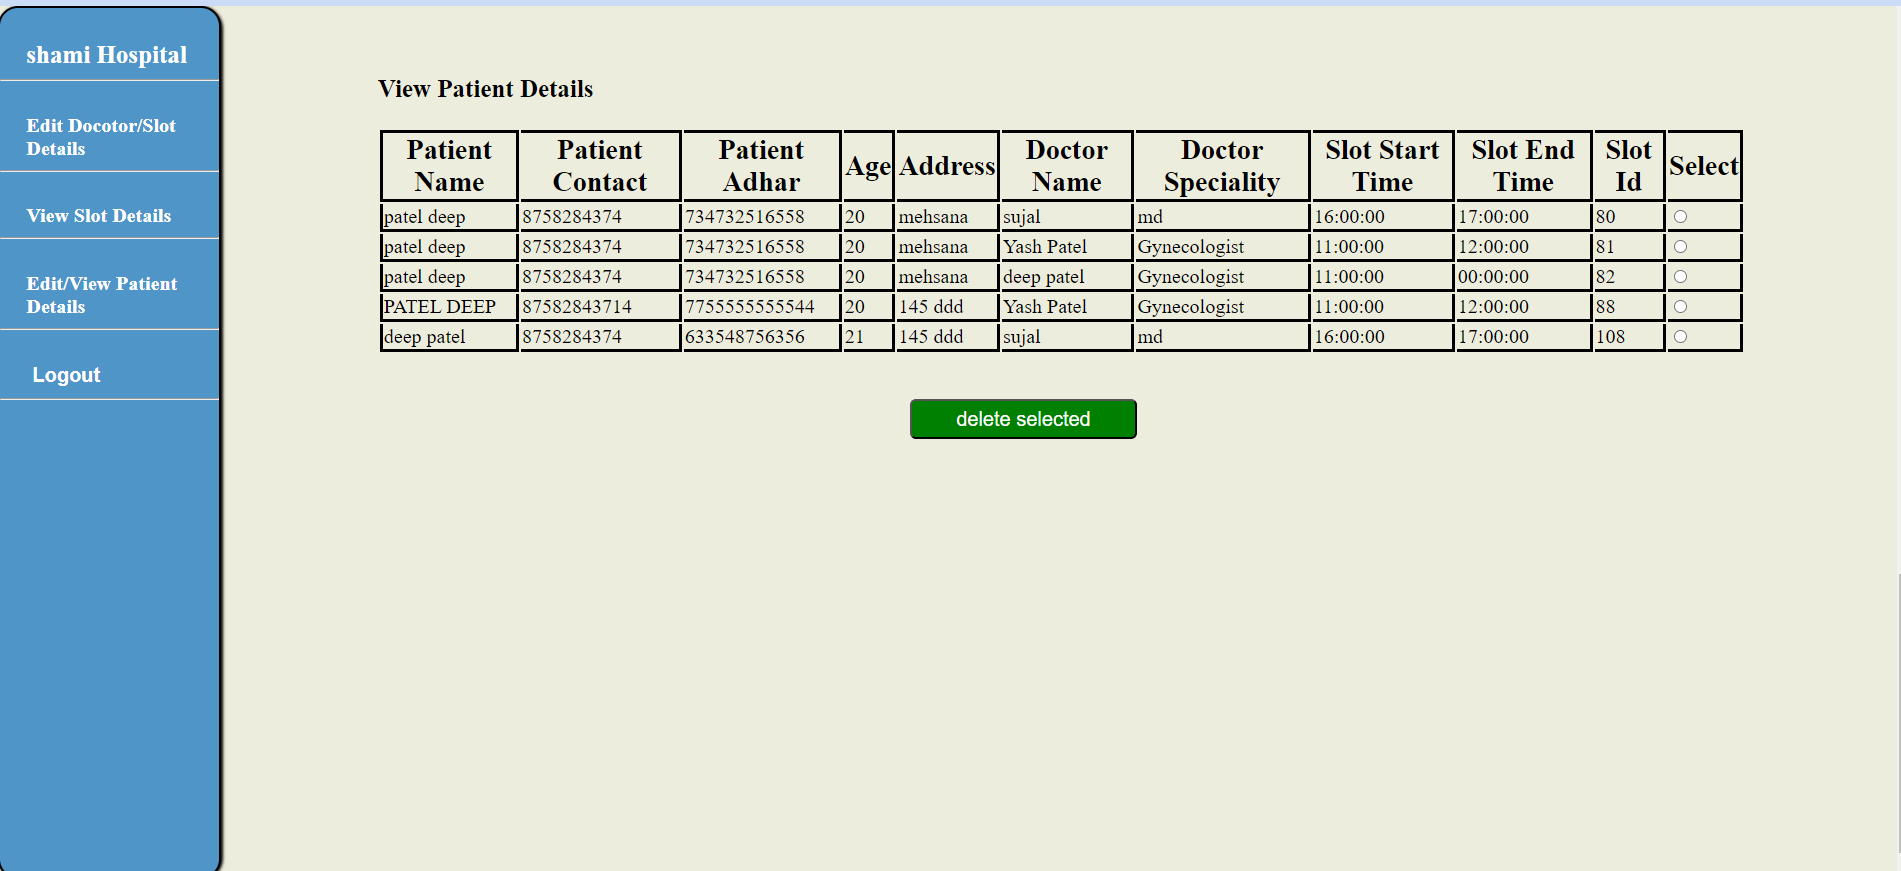 shami Hospital
Edit Docotor/Slot
Details
View Slot Details
Edit/View Patient
Details
Logout
View Patient Details
Patient Name Patient Contact Patient Adhar Age Address Doctor Name Doctor Speciality Slot Start Time Slot End Time Slot Id Select
patel deep 8758284374 734732516558 20 mehsana sujal md 16:00:00 17:00:00 80
patel deep 8758284374 734732516558 20 mehsana Yash Patel Gynecologist 11:00:00 12:00:00 81
patel deep 8758284374 734732516558 20 mehsana deep patel Gynecologist 11:00:00 00:00:00 82
PATEL DEEP 87582843714 7755555555544 20 145 ddd Yash Patel Gynecologist 11:00:00 12:00:00 88
deep patel 8758284374 633548756356 21 145 ddd sujal md 16:00:00 17:00:00 108
delete selected